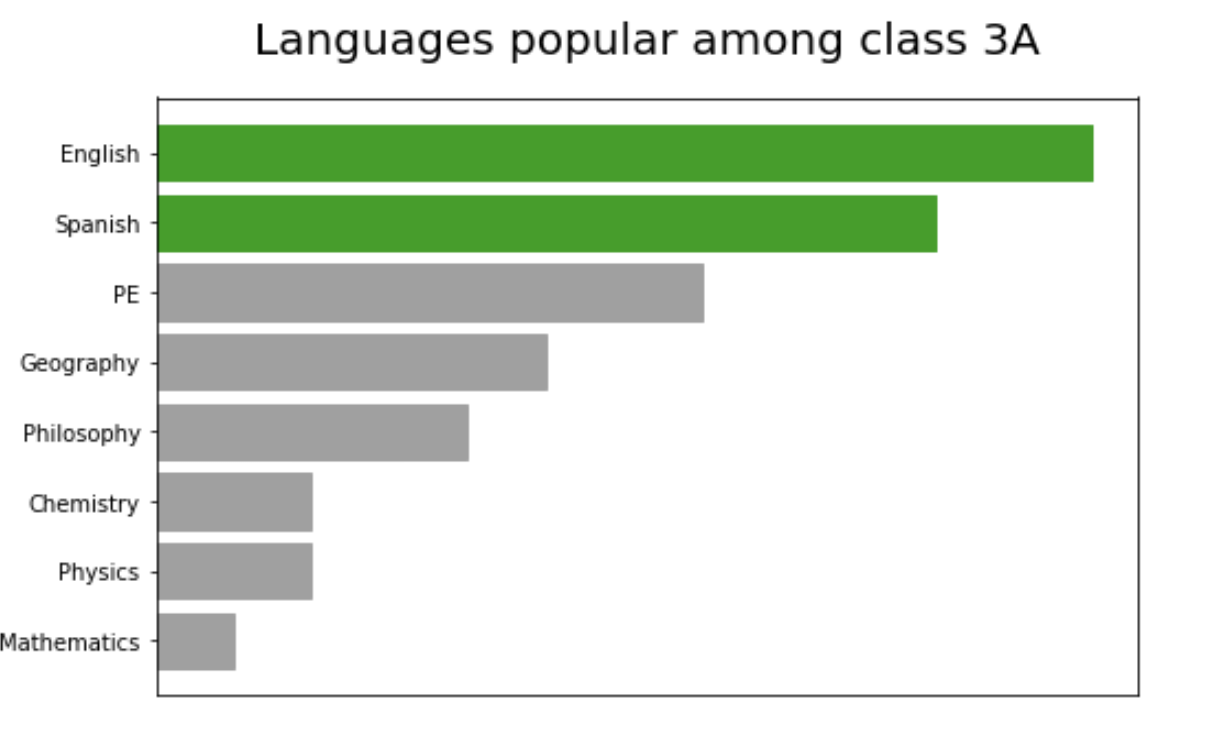 Languages popular among class 3A
English
Spanish
PE
Geography
Philosophy
Chemistry
Physics
Mathematics